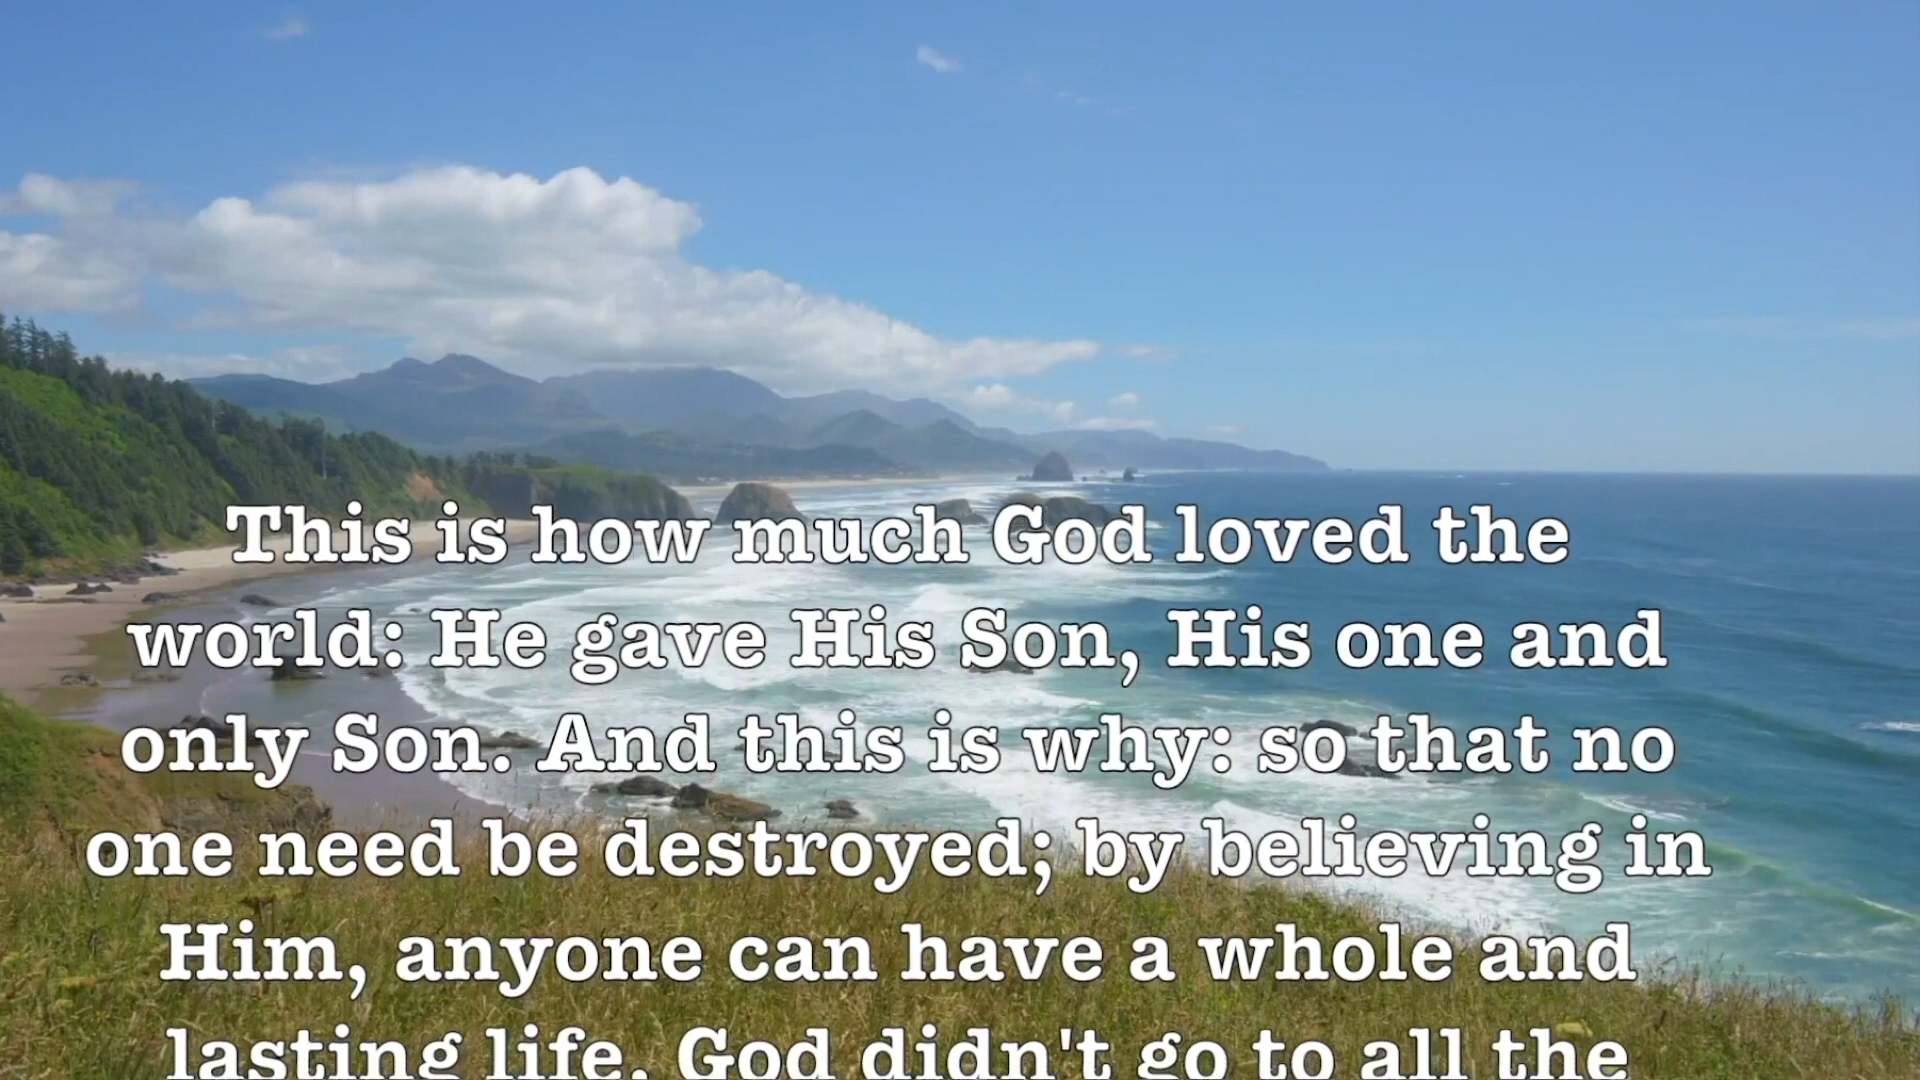 This is how much God loved the
world: He gave His Son, His one and
only Son. And this is why: so that no
one need be destroyed; by believing in
Him, anyone can have a whole and
lasting life. God didn't go to all the